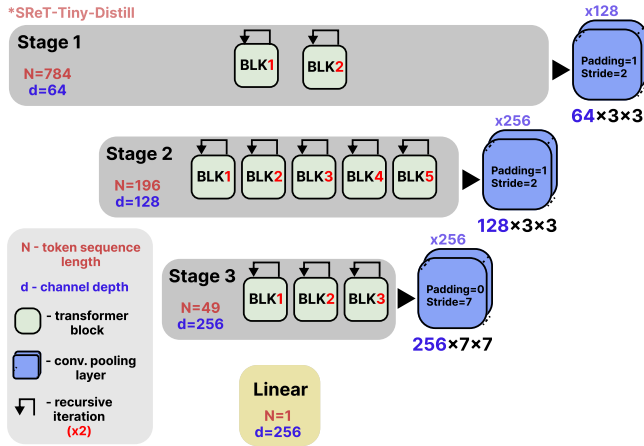 *SReT-Tiny-Distill
x128
Stage 1
N=784
d=64
BLK1
BLK2
Padding=1
Stride=2
64×3×3
x256
Stage 2
N=196
d=128
BLK1
BLK2
BLK3
BLK4
BLK5
Padding=1
Stride=2
128×3×3
x256
Stage 3
N=49
d=256
BLK1
BLK2
BLK3
Padding=0
Stride=7
256×7×7
N - token sequence
length
d - channel depth
- transformer
block
- conv. pooling
layer
- recursive
iteration
(x2)
Linear
N=1
d=256